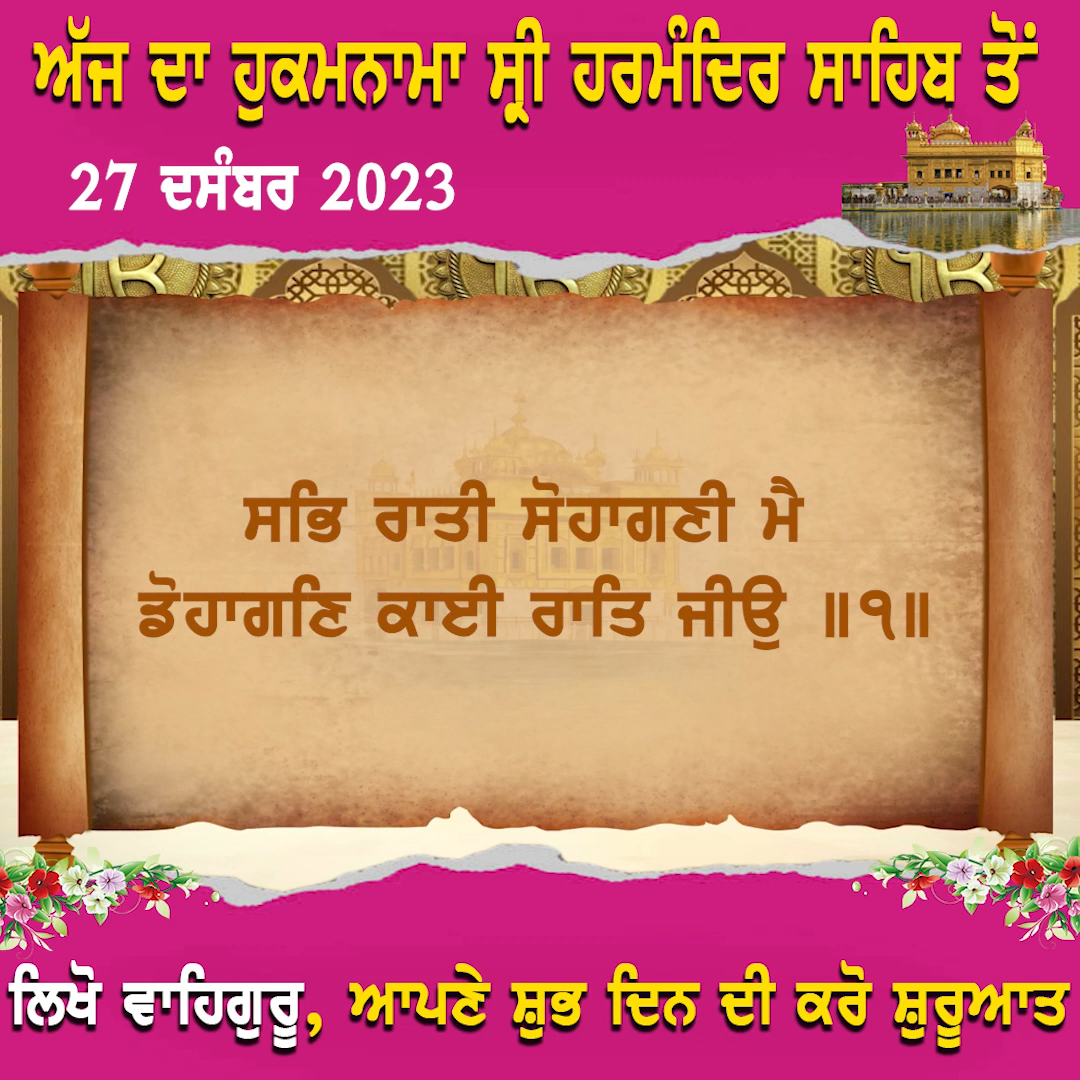 ਅੱਜ ਦਾ ਹੁਕਮਨਾਮਾ ਸ੍ਰੀ ਹਰਮੰਦਿਰ ਸਾਹਿਬ ਤੋਂ
27 ਦਸੰਬਰ 2023
ਸਭਿ ਰਾਤੀ ਸੋਹਾਗਣੀ ਮੈ
ਡੋਹਾਗਣਿ ਕਾਈ ਰਾਤਿ ਜੀਉ ॥੧॥
ਲਿਖੋ ਵਾਹਿਗੁਰੂ, ਆਪਣੇ ਸ਼ੁਭ ਦਿਨ ਦੀ ਕਰੋ ਸ਼ੁਰੂਆਤ